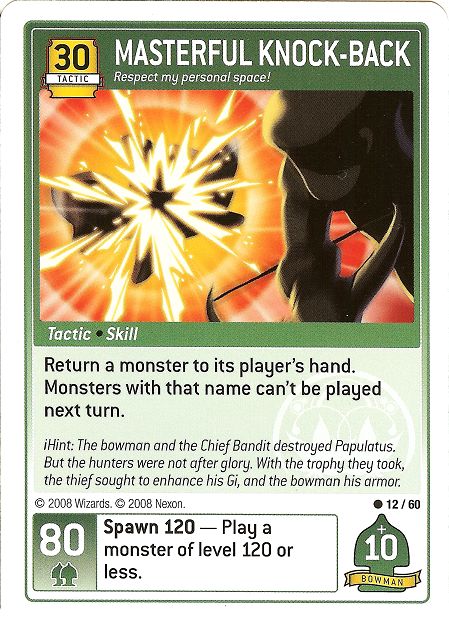 30
TACTIC
MASTERFUL KNOCK-BACK
Respect my personal space!
Tactic • Skill
Return a monster to its player's hand.
Monsters with that name can't be played
next turn.
iHint: The bowman and the Chief Bandit destroyed Papulatus.
But the hunters were not after glory. With the trophy they took,
the thief sought to enhance his Gi, and the bowman his armor.
© 2008 Wizards. © 2008 Nexon.
● 12 / 60
80
Spawn 120 — Play a
monster of level 120 or
less.
+
10
BOWMAN